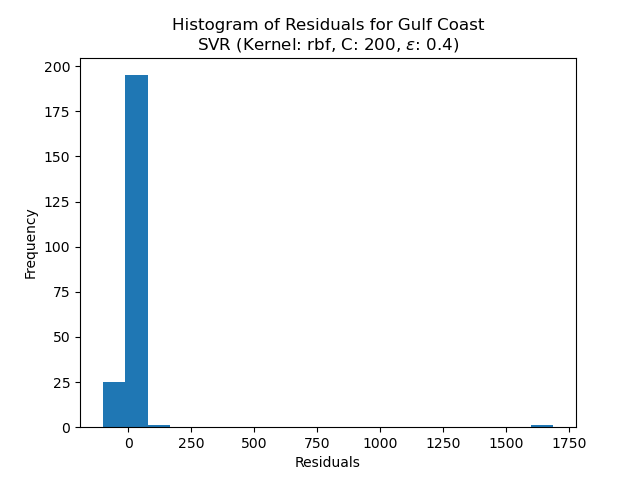 Histogram of Residuals for Gulf Coast
SVR (Kernel: rbf, C: 200, ε: 0.4)
200
175
150
125
100
75
50
25
0
Frequency
0 250 500 750 1000 1250 1500 1750
Residuals